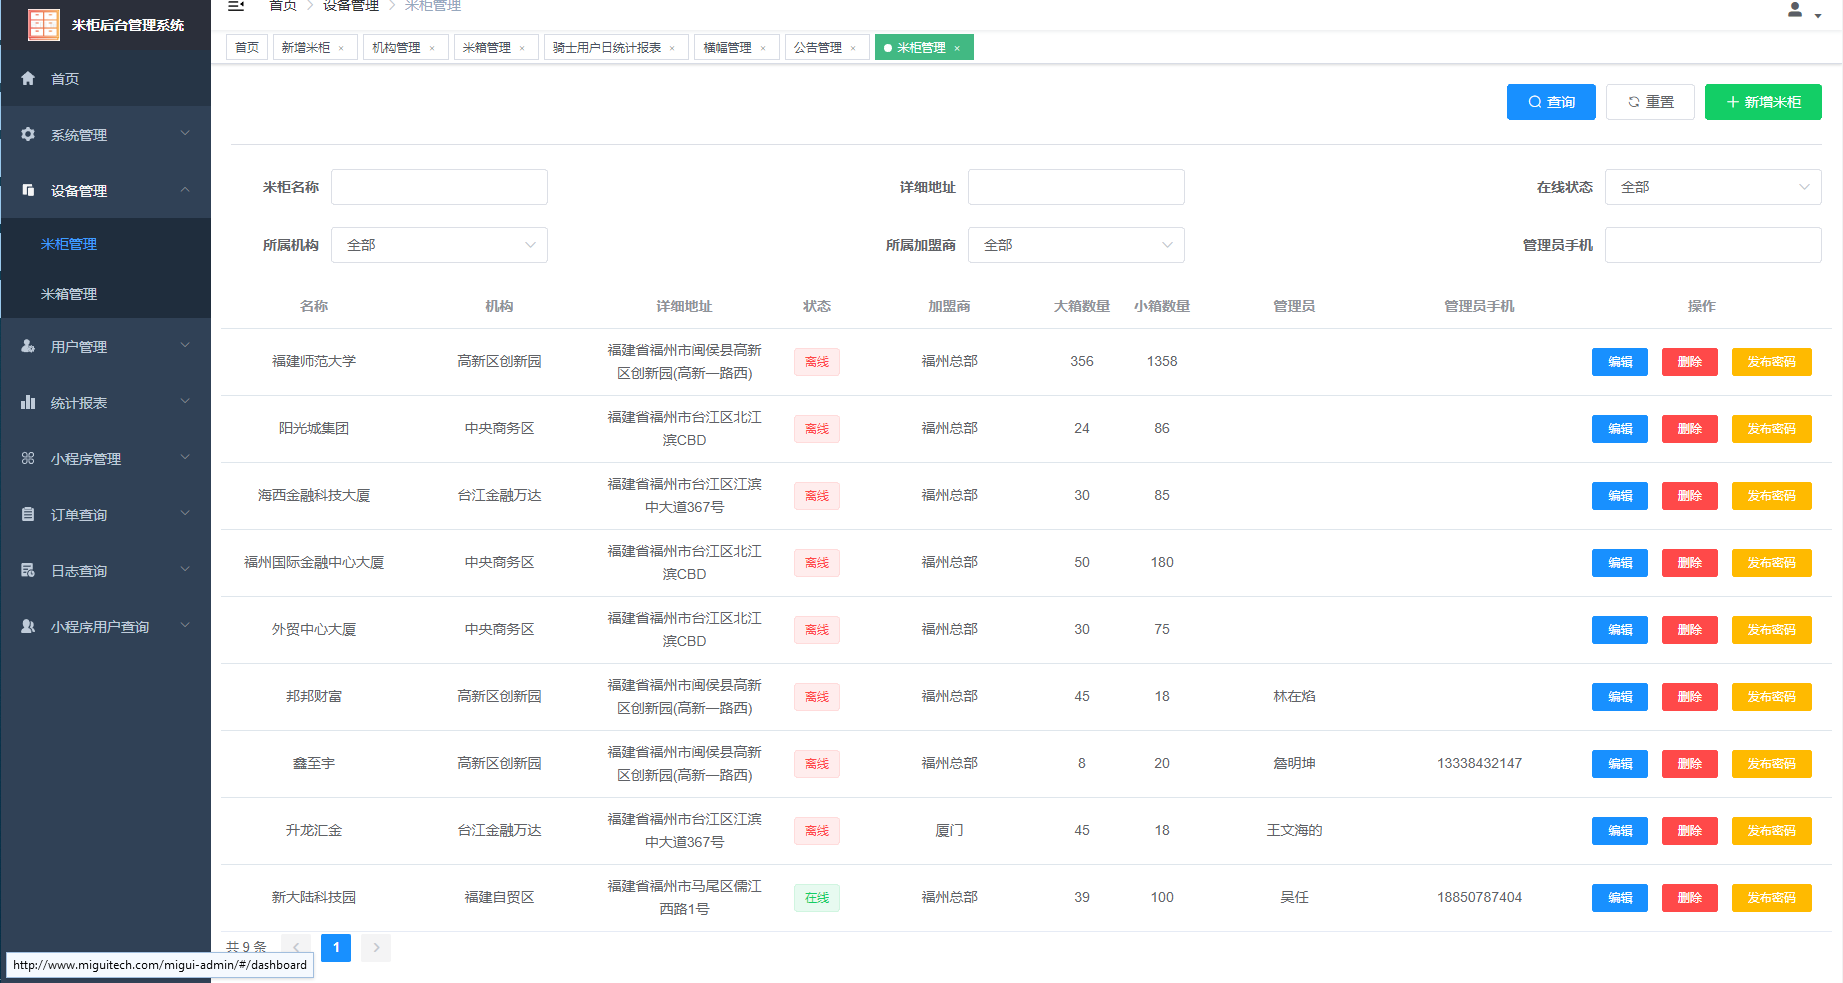 米柜后台管理系统
首页
系统管理
设备管理
米柜管理
米箱管理
用户管理
统计报表
小程序管理
订单查询
日志查询
小程序用户查询
首页 > 设备管理 > 米柜管理
首页 新增米柜 × 机构管理 × 米箱管理 × 骑士用户日统计报表 × 横幅管理 × 公告管理 × 米柜管理 ×
查询 重置 新增米柜
米柜名称 详细地址 在线状态 全部
所属机构 全部 所属加盟商 全部 管理员手机
名称 机构 详细地址 状态 加盟商 大箱数量 小箱数量 管理员 管理员手机 操作
福建师范大学 高新区创新园 福建省福州市闽侯县高新 离线 福州总部 356 1358 编辑 删除 发布密码
区创新园(高新一路西)
阳光城集团 中央商务区 福建省福州市台江区北江 离线 福州总部 24 86 编辑 删除 发布密码
滨CBD
海西金融科技大厦 台江金融万达 福建省福州市台江区江滨 离线 福州总部 30 85 编辑 删除 发布密码
中大道367号
福州国际金融中心大厦 中央商务区 福建省福州市台江区北江 离线 福州总部 50 180 编辑 删除 发布密码
滨CBD
外贸中心大厦 中央商务区 福建省福州市台江区北江 离线 福州总部 30 75 编辑 删除 发布密码
滨CBD
邦邦财富 高新区创新园 福建省福州市闽侯县高新 离线 福州总部 45 18 林在焰 编辑 删除 发布密码
区创新园(高新一路西)
鑫至宇 高新区创新园 福建省福州市闽侯县高新 离线 福州总部 8 20 詹明坤 13338432147 编辑 删除 发布密码
区创新园(高新一路西)
升龙汇金 台江金融万达 福建省福州市台江区江滨 离线 厦门 45 18 王文海的 编辑 删除 发布密码
中大道367号
新大陆科技园 福建自贸区 福建省福州市马尾区儒江 在线 福州总部 39 100 吴任 18850787404 编辑 删除 发布密码
西路1号
共 9 条 < 1 >
http://www.miguitech.com/migui-admin/#/dashboard